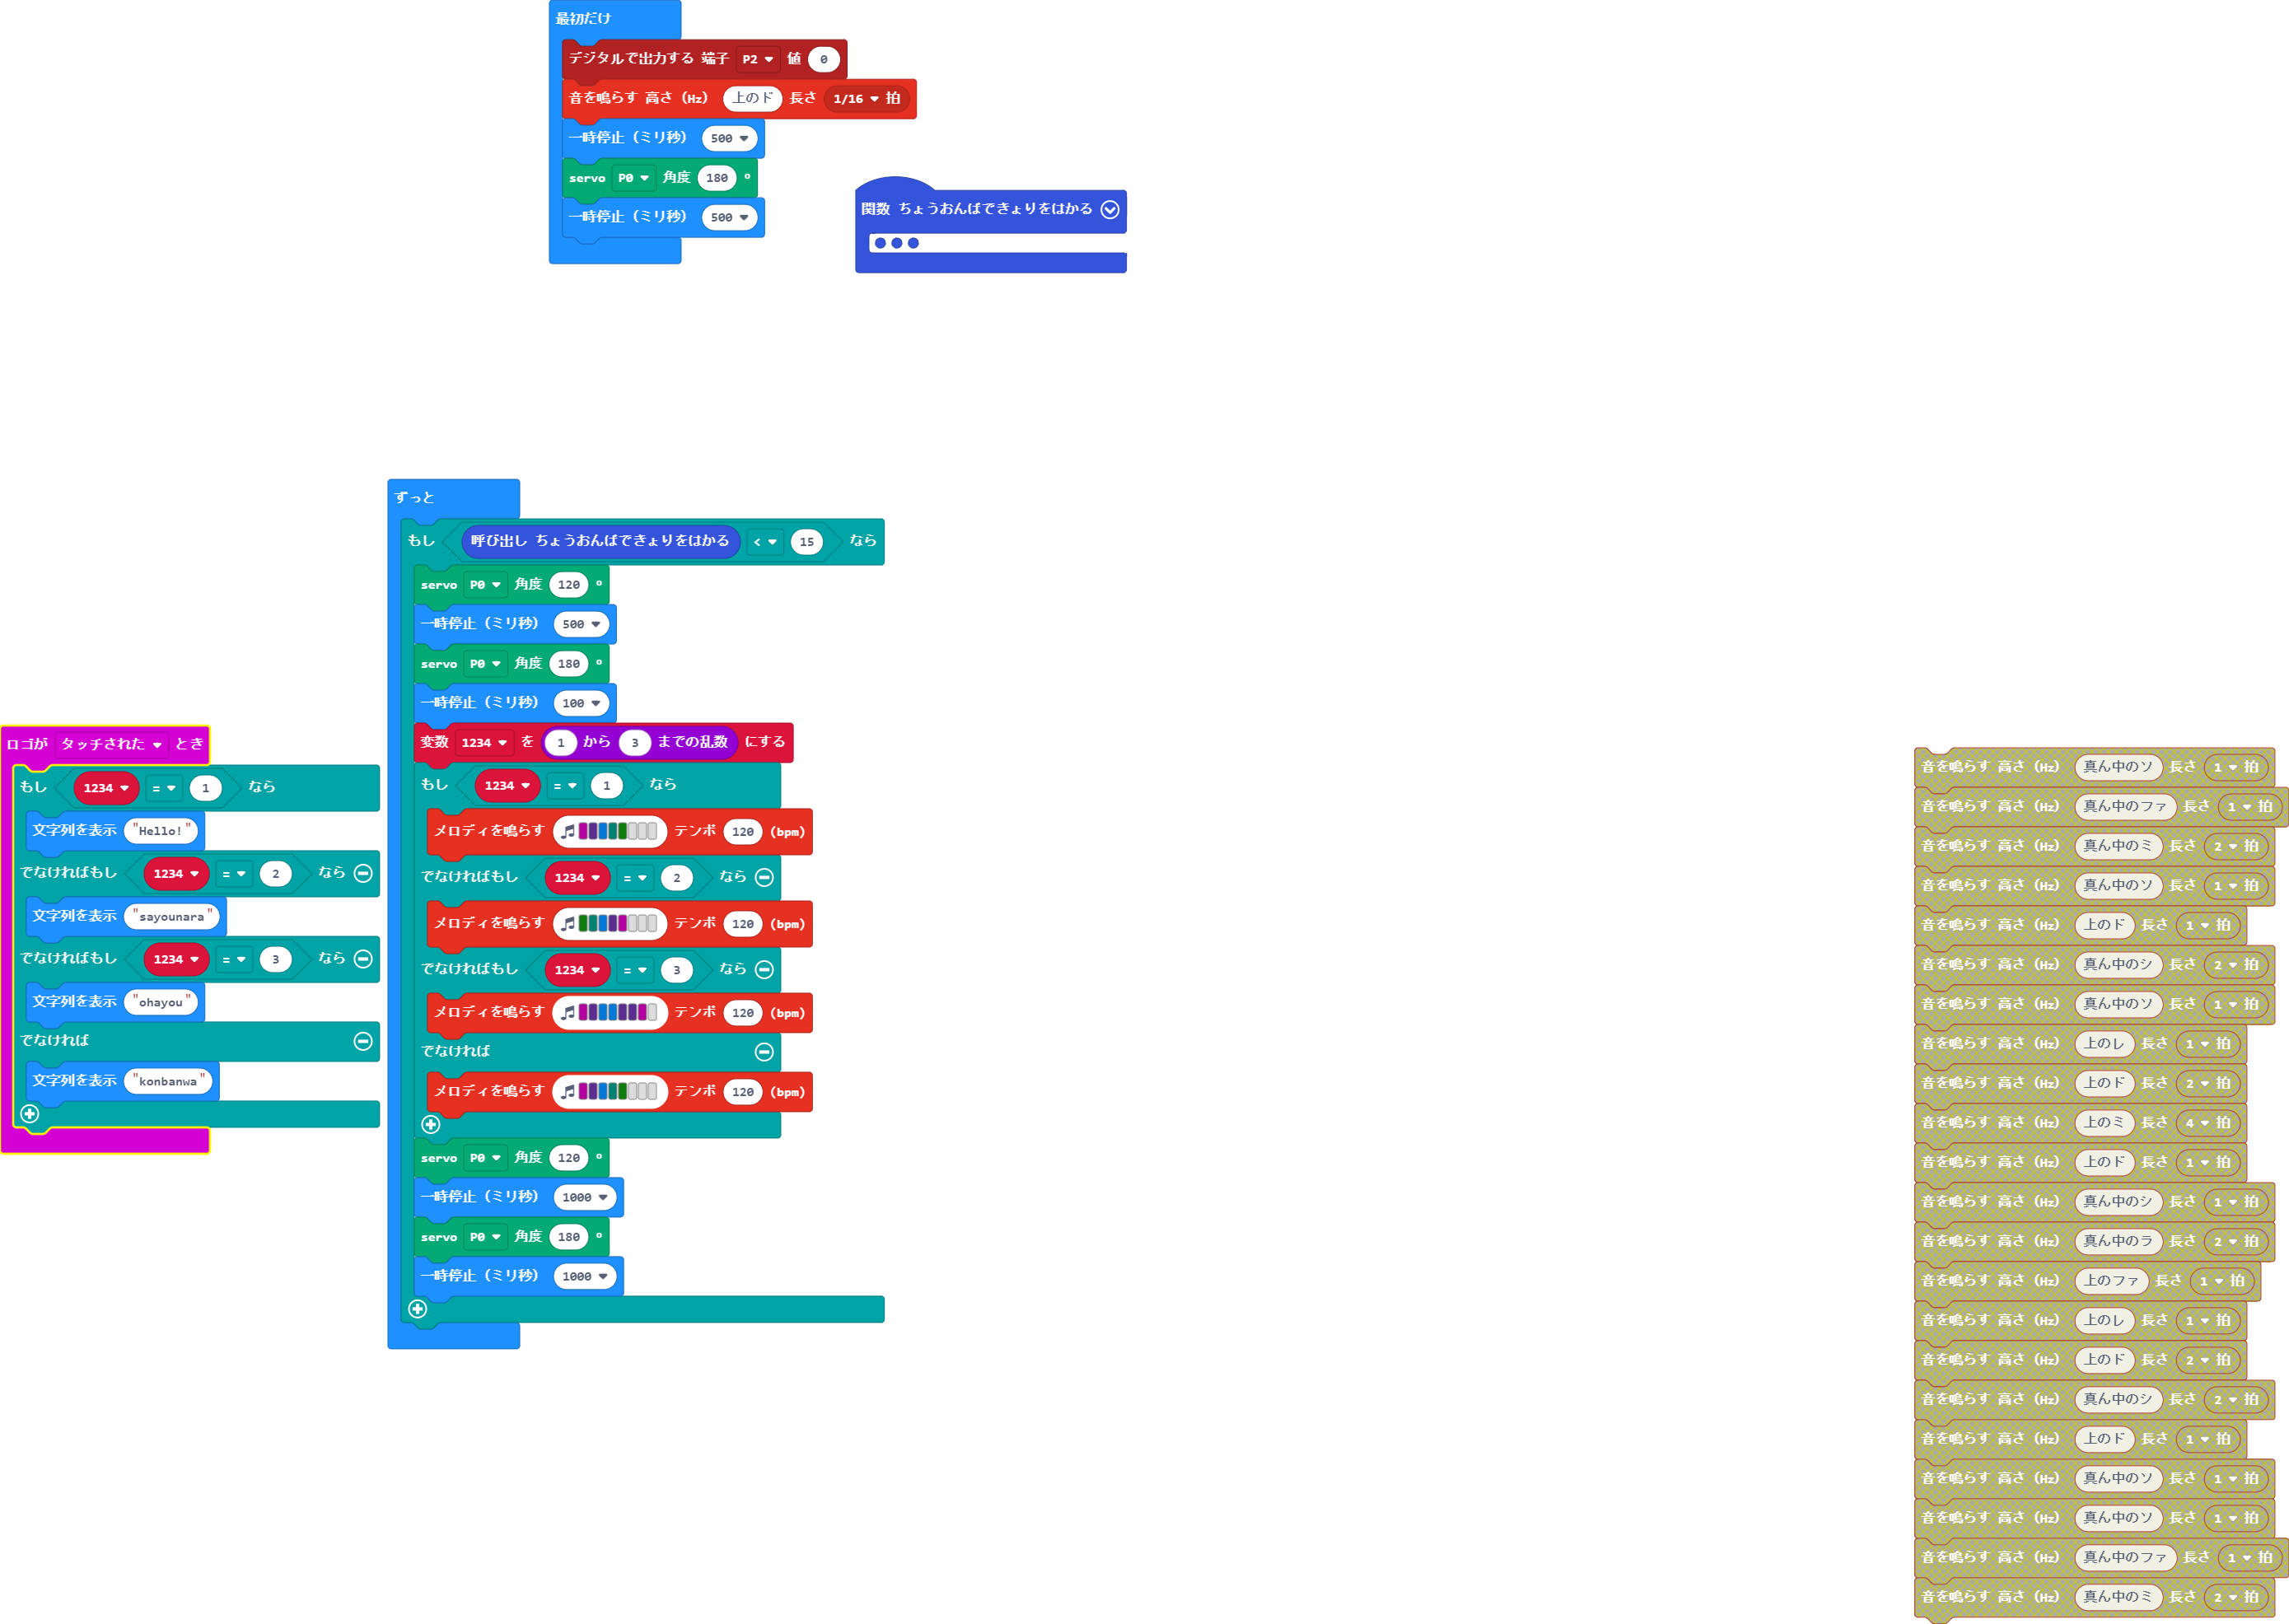 最初だけ
デジタルで出力する 端子 P2 値 0
音を鳴らす 高さ (Hz) 上のド 長さ 1/16 拍
一時停止 (ミリ秒) 500
servo P0 角度 180 °
一時停止 (ミリ秒) 500
関数 ちょうおんぱできょりをはかる
ロゴが タッチされた とき
もし 1234 = 1 なら
文字列を表示 "Hello!"
でなければもし 1234 = 2 なら
文字列を表示 "sayounara"
でなければもし 1234 = 3 なら
文字列を表示 "ohayou"
でなければ
文字列を表示 "konbanwa"
ずっと
もし 呼び出し ちょうおんぱできょりをはかる < 15 なら
servo P0 角度 120 °
一時停止 (ミリ秒) 500
servo P0 角度 180 °
一時停止 (ミリ秒) 100
変数 1234 を 1 から 3 までの乱数 にする
もし 1234 = 1 なら
メロディを鳴らす テンポ 120 (bpm)
でなければもし 1234 = 2 なら
メロディを鳴らす テンポ 120 (bpm)
でなければもし 1234 = 3 なら
メロディを鳴らす テンポ 120 (bpm)
でなければ
メロディを鳴らす テンポ 120 (bpm)
servo P0 角度 120 °
一時停止 (ミリ秒) 1000
servo P0 角度 180 °
一時停止 (ミリ秒) 1000
音を鳴らす 高さ (Hz) 真ん中のソ 長さ 1 拍
音を鳴らす 高さ (Hz) 真ん中のファ 長さ 1 拍
音を鳴らす 高さ (Hz) 真ん中のミ 長さ 2 拍
音を鳴らす 高さ (Hz) 真ん中のソ 長さ 1 拍
音を鳴らす 高さ (Hz) 上のド 長さ 1 拍
音を鳴らす 高さ (Hz) 真ん中のシ 長さ 2 拍
音を鳴らす 高さ (Hz) 真ん中のソ 長さ 1 拍
音を鳴らす 高さ (Hz) 上のレ 長さ 1 拍
音を鳴らす 高さ (Hz) 上のド 長さ 2 拍
音を鳴らす 高さ (Hz) 上のミ 長さ 4 拍
音を鳴らす 高さ (Hz) 上のド 長さ 1 拍
音を鳴らす 高さ (Hz) 真ん中のシ 長さ 1 拍
音を鳴らす 高さ (Hz) 真ん中のラ 長さ 2 拍
音を鳴らす 高さ (Hz) 上のファ 長さ 1 拍
音を鳴らす 高さ (Hz) 上のレ 長さ 1 拍
音を鳴らす 高さ (Hz) 上のド 長さ 2 拍
音を鳴らす 高さ (Hz) 真ん中のシ 長さ 2 拍
音を鳴らす 高さ (Hz) 上のド 長さ 1 拍
音を鳴らす 高さ (Hz) 真ん中のソ 長さ 1 拍
音を鳴らす 高さ (Hz) 真ん中のソ 長さ 1 拍
音を鳴らす 高さ (Hz) 真ん中のファ 長さ 1 拍
音を鳴らす 高さ (Hz) 真ん中のミ 長さ 2 拍